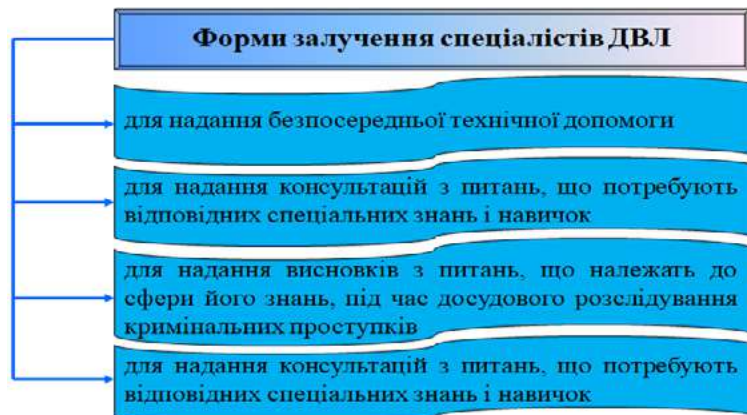 Форми залучення спеціалістів ДВЛ
для надання безпосередньої технічної допомоги
для надання консультацій з питань, що потребують
відповідних спеціальних знань і навичок
для надання висновків з питань, що належать до
сфери його знань, під час досудового розслідування
кримінальних проступків
для надання консультацій з питань, що потребують
відповідних спеціальних знань і навичок